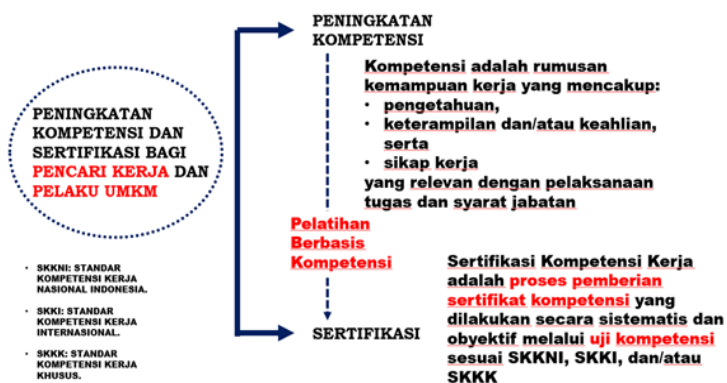 PENINGKATAN
KOMPETENSI DAN
SERTIFIKASI BAGI
PENCARI KERJA DAN
PELAKU UMKM
• SKKNI: STANDAR
KOMPETENSI KERJA
NASIONAL INDONESIA.
• SKKI: STANDAR
KOMPETENSI KERJA
INTERNASIONAL.
• SKKK: STANDAR
KOMPETENSI KERJA
KHUSUS.
PENINGKATAN
KOMPETENSI
Kompetensi adalah rumusan
kemampuan kerja yang mencakup:
• pengetahuan,
• keterampilan dan/atau keahlian,
serta
• sikap kerja
yang relevan dengan pelaksanaan
tugas dan syarat jabatan
Pelatihan
Berbasis
Kompetensi
SERTIFIKASI
Sertifikasi Kompetensi Kerja
adalah proses pemberian
sertifikat kompetensi yang
dilakukan secara sistematis dan
obyektif melalui uji kompetensi
sesuai SKKNI, SKKI, dan/atau
SKKK